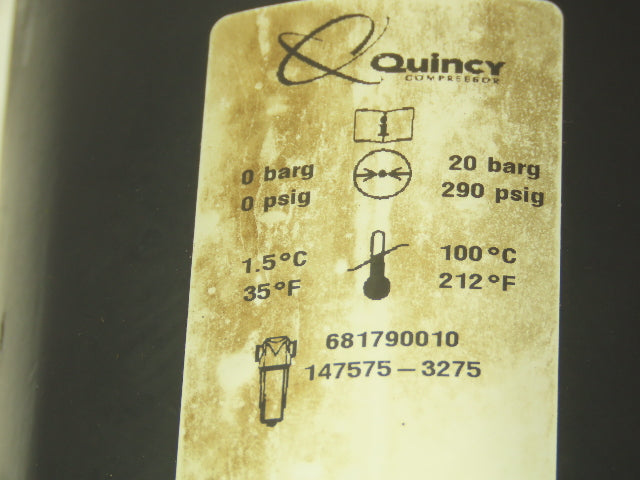 Quincy
COMPRESSOR
i
0 barg
0 psig
20 barg
290 psig
1.5°C
35°F
100°C
212°F
681790010
147575-3275